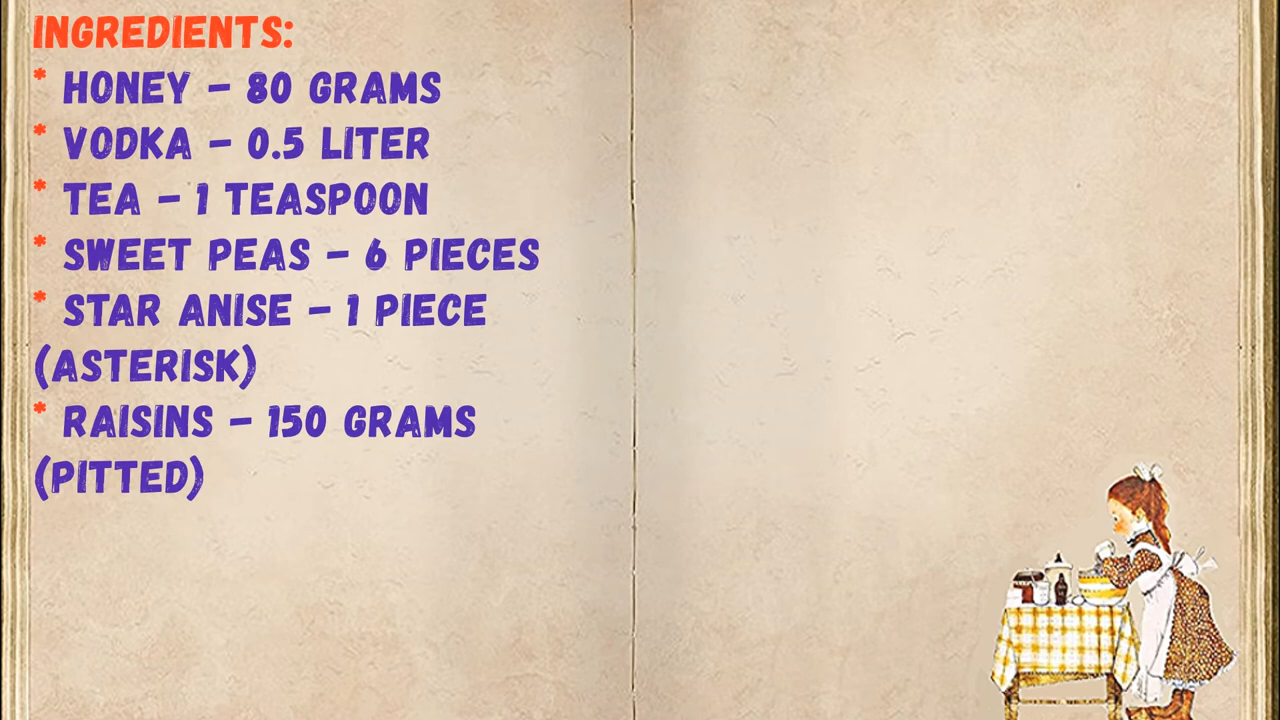 INGREDIENTS:
* HONEY - 80 GRAMS
* VODKA - 0.5 LITER
* TEA - 1 TEASPOON
* SWEET PEAS - 6 PIECES
* STAR ANISE - 1 PIECE
(ASTERISK)
* RAISINS - 150 GRAMS
(PITTED)